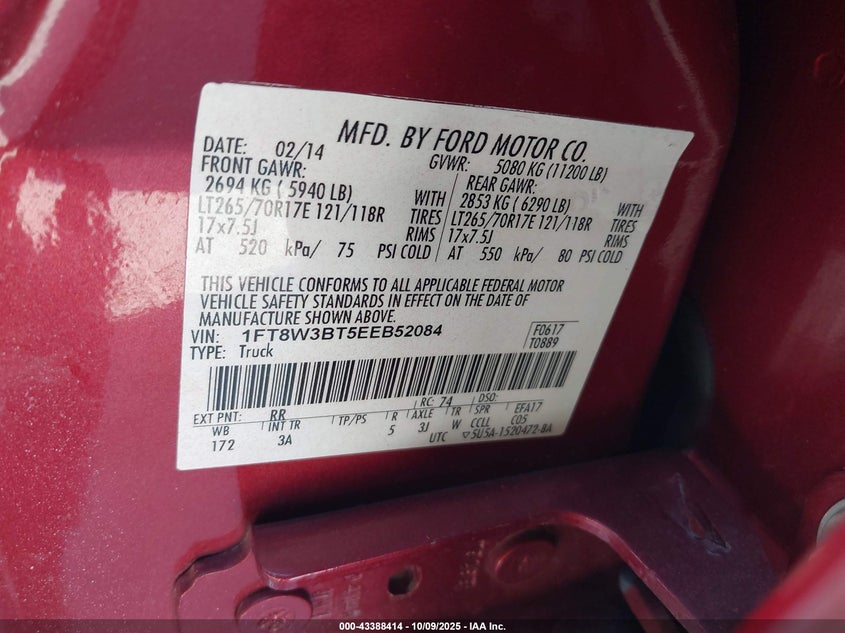 MFD. BY FORD MOTOR CO.
DATE: 02/14 GVWR: 5080 KG (11200 LB)
FRONT GAWR: REAR GAWR:
2694 KG ( 5940 LB) WITH 2853 KG ( 6290 LB) WITH
LT265/70R17E 121/118R TIRES LT265/70R17E 121/118R TIRES
17x7.5J RIMS 17x7.5J RIMS
AT 520 kPa/ 75 PSI COLD AT 550 kPa/ 80 PSI COLD
THIS VEHICLE CONFORMS TO ALL APPLICABLE FEDERAL MOTOR
VEHICLE SAFETY STANDARDS IN EFFECT ON THE DATE OF
MANUFACTURE SHOWN ABOVE.
VIN: 1FT8W3BT5EEB52084 F0617
TYPE: Truck T0889
EXT PNT: RR RC: 74 DSO:
WB INT TR TP/PS R AXLE TR SPR EFA17
172 3A 5 3J W CCLL C05
UTC ▽5U5A-1520472-BA
000-43388414 - 10/09/2025 - IAA Inc.